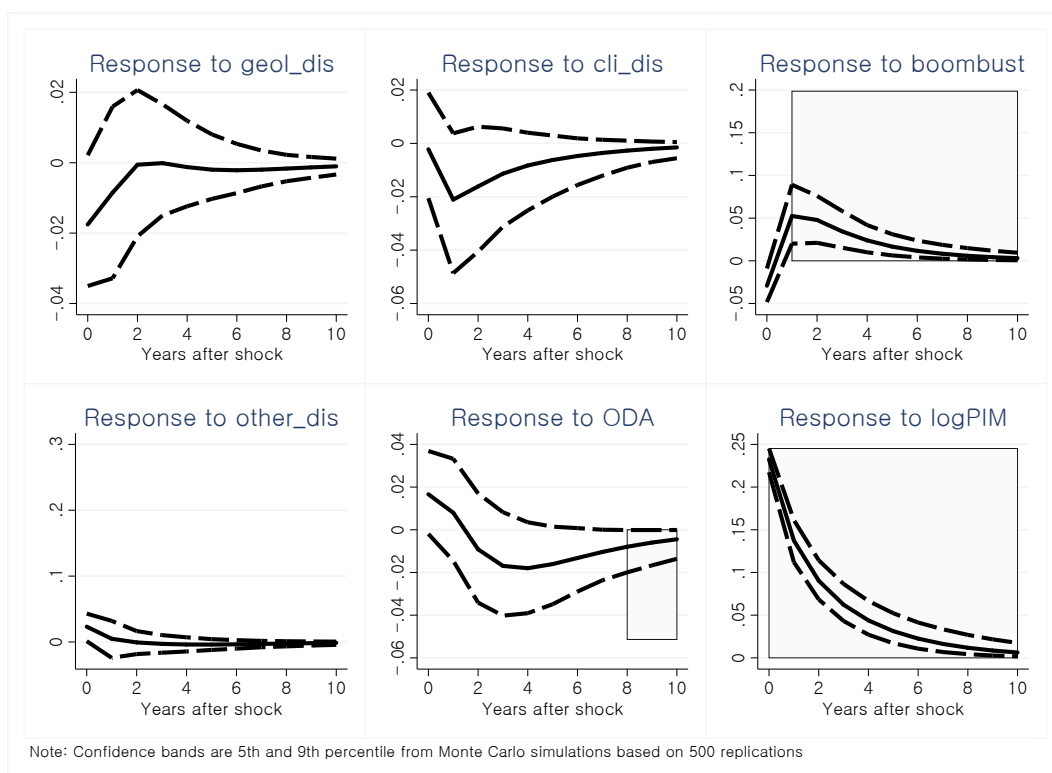 Response to geol_dis
.02
0
-.02
-.04
0 2 4 6 8 10
Years after shock
Response to cli_dis
.02
0
-.02
-.04
-.06
0 2 4 6 8 10
Years after shock
Response to boombust
.2
.15
.1
.05
0
-.05
0 2 4 6 8 10
Years after shock
Response to other_dis
.3
.2
.1
0
0 2 4 6 8 10
Years after shock
Response to ODA
.04
.02
0
-.02
-.04
-.06
0 2 4 6 8 10
Years after shock
Response to logPIM
.25
.2
.15
.1
.05
0
0 2 4 6 8 10
Years after shock
Note: Confidence bands are 5th and 9th percentile from Monte Carlo simulations based on 500 replications